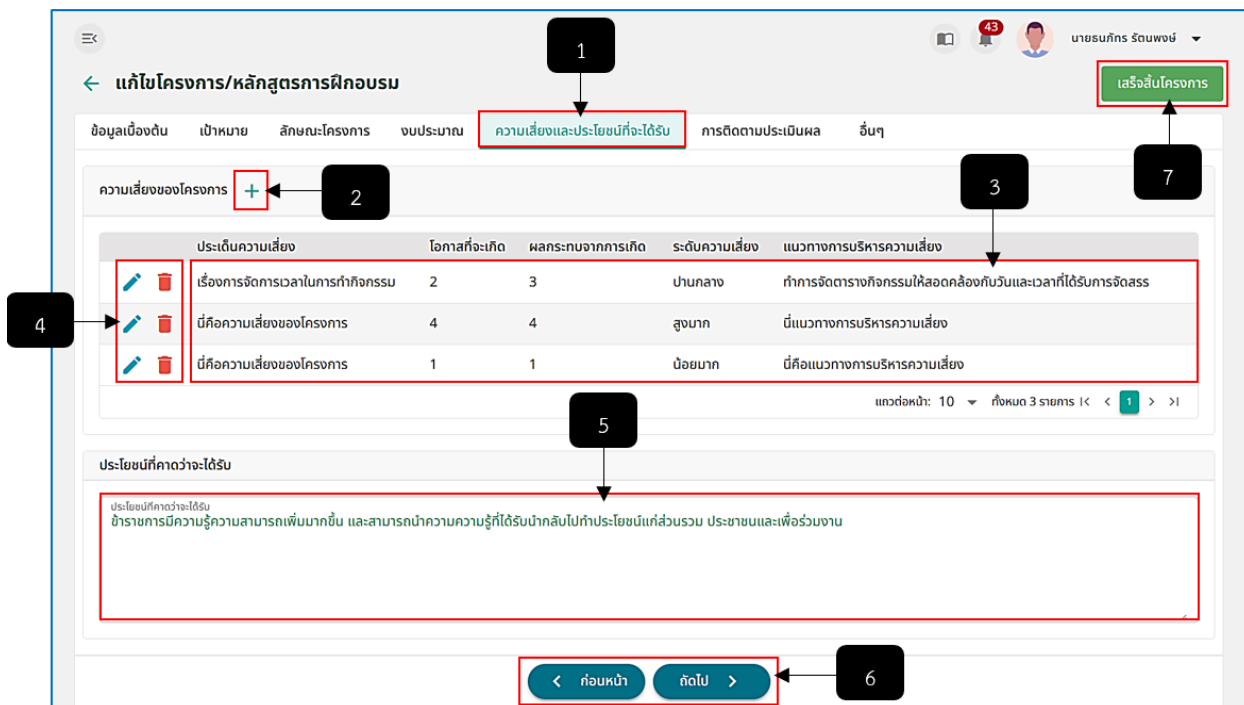 1
43
นายธนภัทร รัตนพงษ์
แก้ไขโครงการ/หลักสูตรการฝึกอบรม
เสร็จสิ้นโครงการ
ข้อมูลเบื้องต้น เป้าหมาย ลักษณะโครงการ งบประมาณ ความเสี่ยงและประโยชน์ที่จะได้รับ การติดตามประเมินผล อื่นๆ
7
ความเสี่ยงของโครงการ +
2
3
ประเด็นความเสี่ยง โอกาสที่จะเกิด ผลกระทบจากการเกิด ระดับความเสี่ยง แนวทางการบริหารความเสี่ยง
เรื่องการจัดการเวลาในการทำกิจกรรม 2 3 ปานกลาง ทำการจัดตารางกิจกรรมให้สอดคล้องกับวันและเวลาที่ได้รับการจัดสรร
4
นี่คือความเสี่ยงของโครงการ 4 4 สูงมาก นี่แนวทางการบริหารความเสี่ยง
นี่คือความเสี่ยงของโครงการ 1 1 น้อยมาก นี่คือแนวทางการบริหารความเสี่ยง
แถวต่อหน้า: 10 ทั้งหมด 3 รายการ |< < 1 > >|
5
ประโยชน์ที่คาดว่าจะได้รับ
ประโยชน์ที่คาดว่าจะได้รับ
ข้าราชการมีความรู้ความสามารถเพิ่มมากขึ้น และสามารถนำความความรู้ที่ได้รับนำกลับไปทำประโยชน์แก่ส่วนรวม ประชาชนและเพื่อร่วมงาน
< ก่อนหน้า ถัดไป >
6